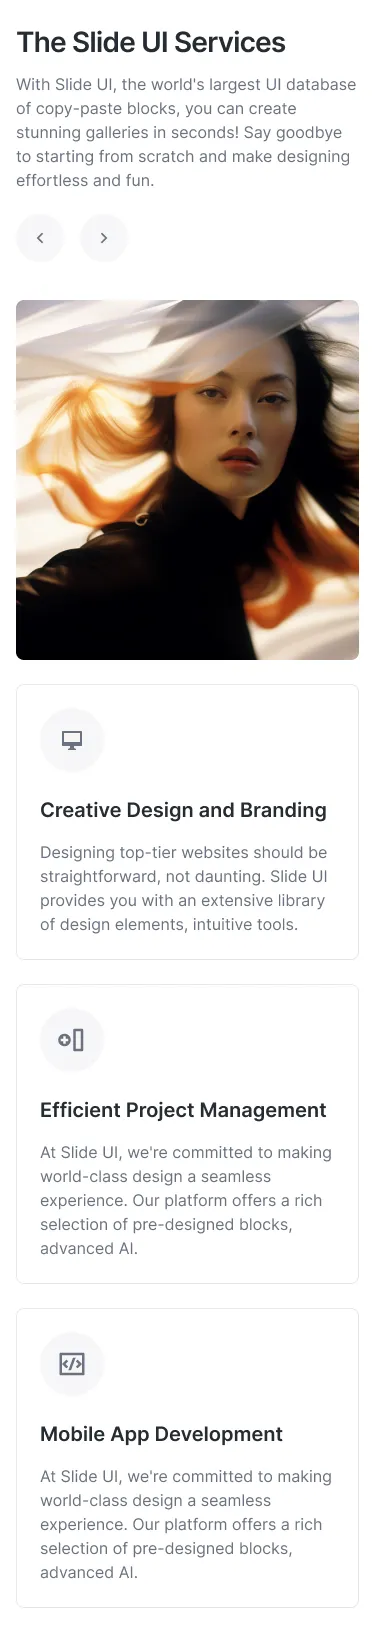 The Slide UI Services
With Slide UI, the world's largest UI database
of copy-paste blocks, you can create
stunning galleries in seconds! Say goodbye
to starting from scratch and make designing
effortless and fun.
Creative Design and Branding
Designing top-tier websites should be
straightforward, not daunting. Slide UI
provides you with an extensive library
of design elements, intuitive tools.
Efficient Project Management
At Slide UI, we're committed to making
world-class design a seamless
experience. Our platform offers a rich
selection of pre-designed blocks,
advanced AI.
Mobile App Development
At Slide UI, we're committed to making
world-class design a seamless
experience. Our platform offers a rich
selection of pre-designed blocks,
advanced AI.